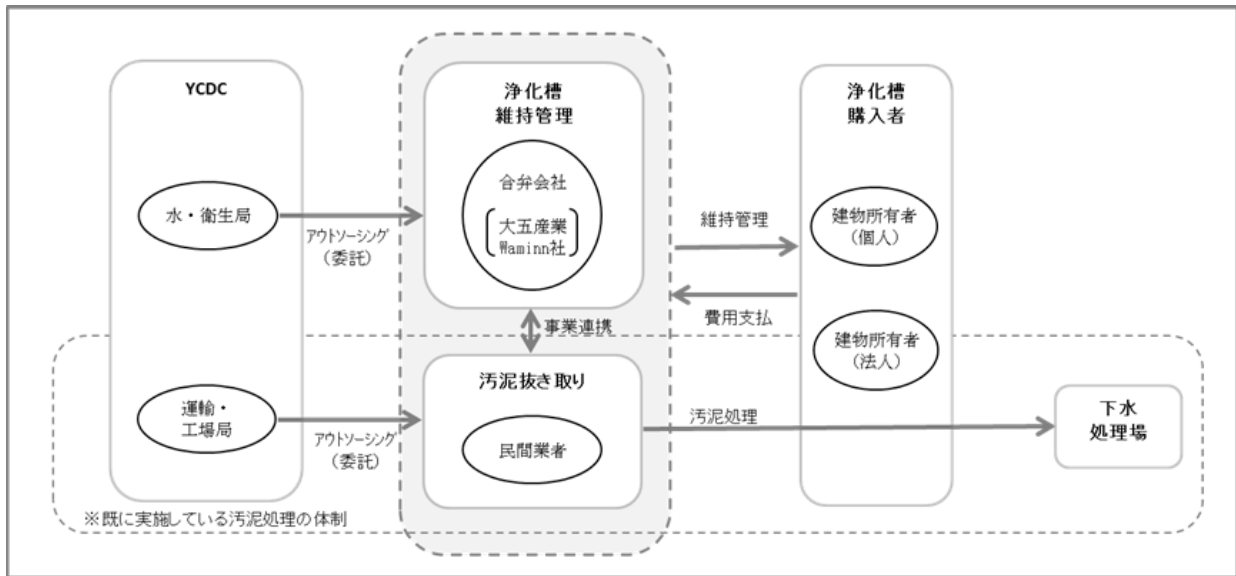 YCDC
水・衛生局
アウトソーシング
(委託)
運輸・
工場局
アウトソーシング
(委託)
※既に実施している汚泥処理の体制
浄化槽
維持管理
合弁会社
大五産業
Waminn社
事業連携
汚泥抜き取り
民間業者
維持管理
費用支払
汚泥処理
浄化槽
購入者
建物所有者
(個人)
建物所有者
(法人)
下水
処理場